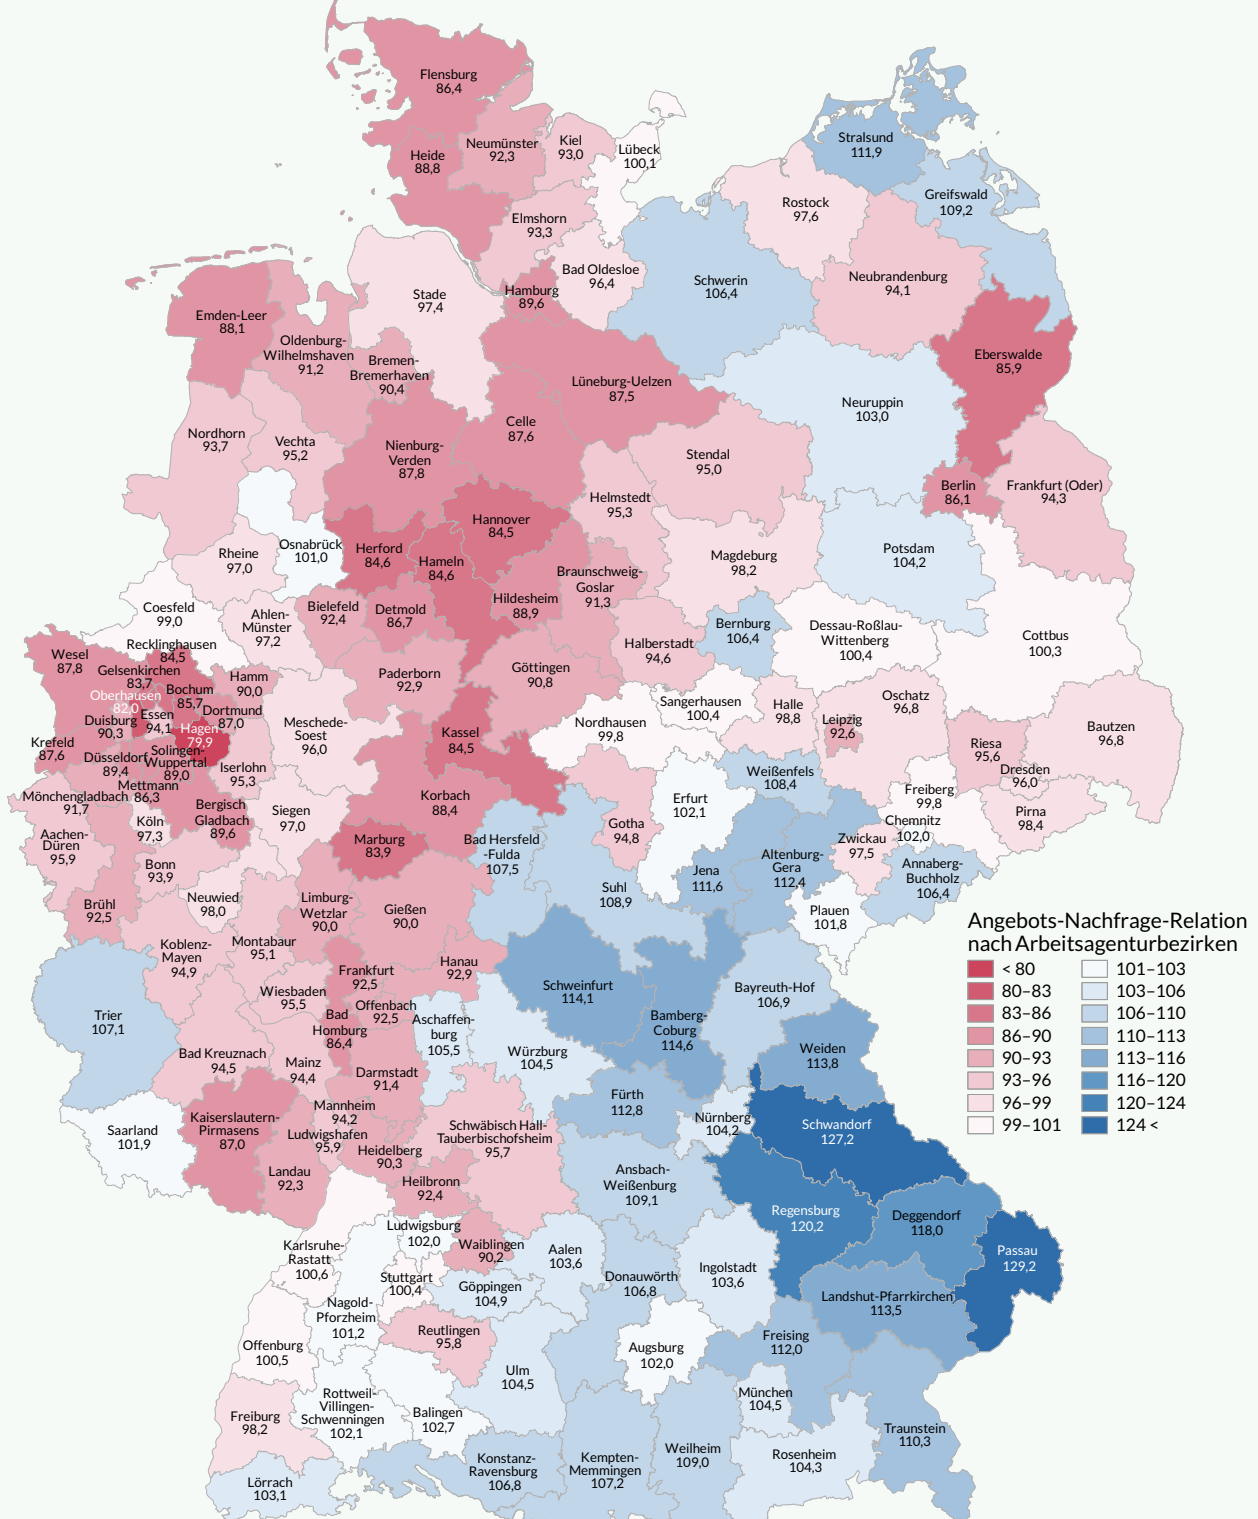 Flensburg
86,4
Heide
88,8
Neumünster
92,3
Kiel
93,0
Lübeck
100,1
Stralsund
111,9
Greifswald
109,2
Rostock
97,6
Elmshorn
93,3
Bad Oldesloe
96,4
Schwerin
106,4
Neubrandenburg
94,1
Hamburg
89,6
Stade
97,4
Emden-Leer
88,1
Oldenburg-
Wilhelmshaven
91,2
Bremen-
Bremerhaven
90,4
Lüneburg-Uelzen
87,5
Eberswalde
85,9
Neuruppin
103,0
Nordhorn
93,7
Vechta
95,2
Nienburg-
Verden
87,8
Celle
87,6
Stendal
95,0
Helmstedt
95,3
Berlin
86,1
Frankfurt (Oder)
94,3
Hannover
84,5
Rheine
97,0
Osnabrück
101,0
Herford
84,6
Hameln
84,6
Braunschweig-
Goslar
91,3
Magdeburg
98,2
Potsdam
104,2
Coesfeld
99,0
Ahlen-
Münster
97,2
Bielefeld
92,4
Detmold
86,7
Hildesheim
88,9
Bernburg
106,4
Dessau-Roßlau-
Wittenberg
100,4
Cottbus
100,3
Halberstadt
94,6
Wesel
87,8
Recklinghausen
84,5
Gelsenkirchen
83,7
Oberhausen
82,0
Bochum
85,7
Hamm
90,0
Paderborn
92,9
Göttingen
90,8
Duisburg
90,3
Essen
94,1
Dortmund
87,0
Hagen
79,9
Meschede-
Soest
96,0
Kassel
84,5
Nordhausen
99,8
Sangerhausen
100,4
Halle
98,8
Leipzig
92,6
Oschatz
96,8
Riesa
95,6
Bautzen
96,8
Dresden
96,0
Krefeld
87,6
Düsseldorf
89,4
Solingen-
Wuppertal
89,0
Mettmann
86,3
Iserlohn
95,3
Mönchengladbach
91,7
Köln
97,3
Bergisch
Gladbach
89,6
Siegen
97,0
Korbach
88,4
Gotha
94,8
Erfurt
102,1
Weißenfels
108,4
Freiberg
99,8
Chemnitz
102,0
Pirna
98,4
Zwickau
97,5
Aachen-
Düren
95,9
Bonn
93,9
Marburg
83,9
Bad Hersfeld
-Fulda
107,5
Jena
111,6
Altenburg-
Gera
112,4
Annaberg-
Buchholz
106,4
Plauen
101,8
Brühl
92,5
Neuwied
98,0
Limburg-
Wetzlar
90,0
Gießen
90,0
Suhl
108,9
Koblenz-
Mayen
94,9
Montabaur
95,1
Hanau
92,9
Frankfurt
92,5
Wiesbaden
95,5
Offenbach
92,5
Bad
Homburg
86,4
Aschaffen-
burg
105,5
Schweinfurt
114,1
Bamberg-
Coburg
114,6
Bayreuth-Hof
106,9
Trier
107,1
Bad Kreuznach
94,5
Mainz
94,4
Darmstadt
91,4
Würzburg
104,5
Weiden
113,8
Saarland
101,9
Kaiserslautern-
Pirmasens
87,0
Mannheim
94,2
Ludwigshafen
95,9
Heidelberg
90,3
Schwäbisch Hall-
Tauberbischofsheim
95,7
Fürth
112,8
Nürnberg
104,2
Schwandorf
127,2
Landau
92,3
Heilbronn
92,4
Ansbach-
Weißenburg
109,1
Regensburg
120,2
Deggendorf
118,0
Passau
129,2
Karlsruhe-
Rastatt
100,6
Ludwigsburg
102,0
Waiblingen
90,2
Aalen
103,6
Stuttgart
100,4
Göppingen
104,9
Donauwörth
106,8
Ingolstadt
103,6
Landshut-Pfarrkirchen
113,5
Nagold-
Pforzheim
101,2
Reutlingen
95,8
Offenburg
100,5
Ulm
104,5
Augsburg
102,0
Freising
112,0
München
104,5
Freiburg
98,2
Rottweil-
Villingen-
Schwenningen
102,1
Balingen
102,7
Lörrach
103,1
Konstanz-
Ravensburg
106,8
Kempten-
Memmingen
107,2
Weilheim
109,0
Rosenheim
104,3
Traunstein
110,3
Angebots-Nachfrage-Relation
nach Arbeitsagenturbezirken
< 80
80–83
83–86
86–90
90–93
93–96
96–99
99–101
101–103
103–106
106–110
110–113
113–116
116–120
120–124
124 <